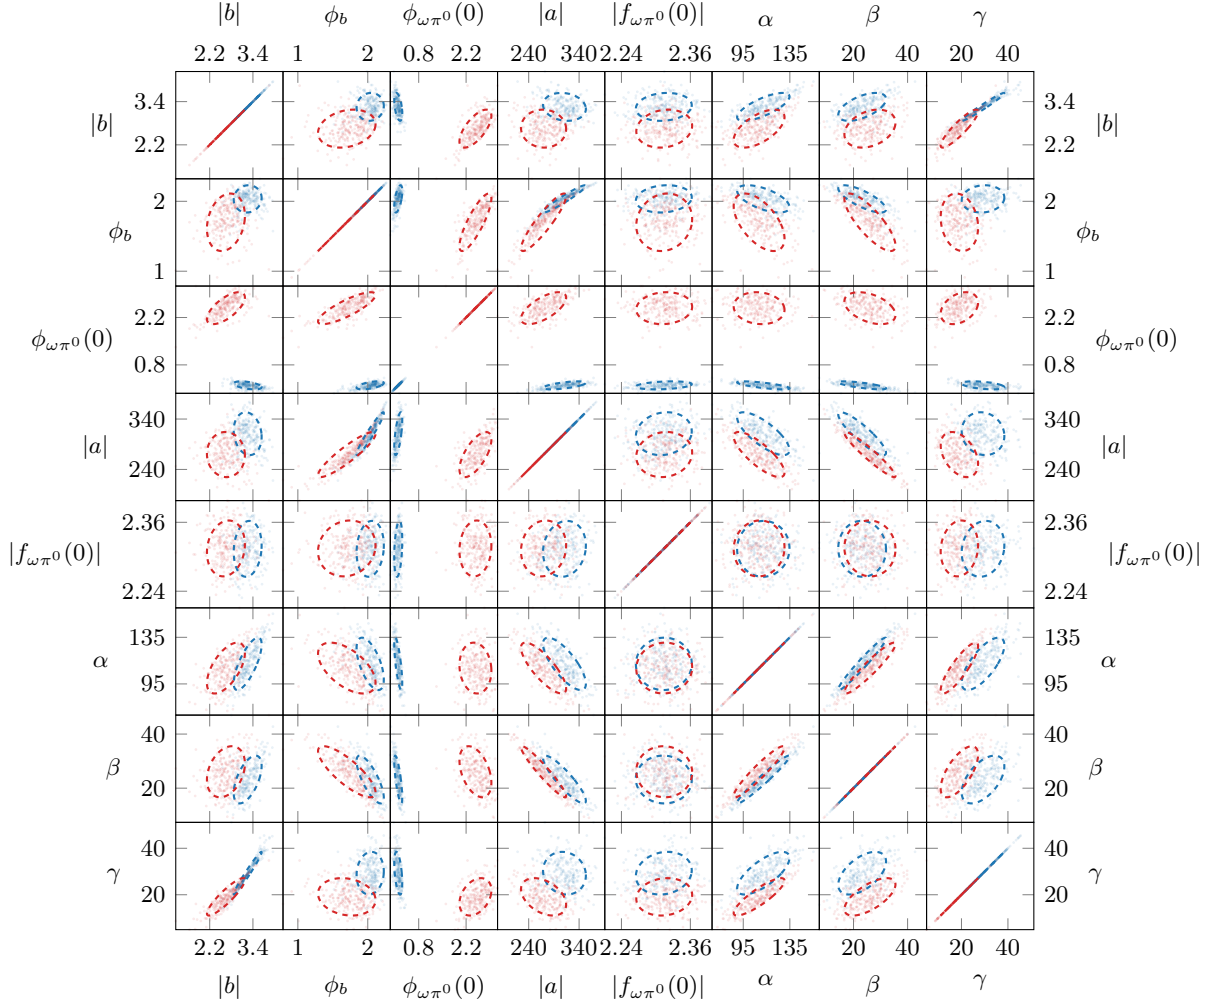 |b| ϕ_b ϕ_{ωπ⁰}(0) |a| |f_{ωπ⁰}(0)| α β γ
2.2 3.4 1 2 0.8 2.2 240 340 2.24 2.36 95 135 20 40 20 40
3.4 3.4
|b| |b|
2.2 2.2
2 2
ϕ_b ϕ_b
1 1
2.2 2.2
ϕ_{ωπ⁰}(0) ϕ_{ωπ⁰}(0)
0.8 0.8
340 340
|a| |a|
240 240
2.36 2.36
|f_{ωπ⁰}(0)| |f_{ωπ⁰}(0)|
2.24 2.24
135 135
α α
95 95
40 40
β β
20 20
40 40
γ γ
20 20
2.2 3.4 1 2 0.8 2.2 240 340 2.24 2.36 95 135 20 40 20 40
|b| ϕ_b ϕ_{ωπ⁰}(0) |a| |f_{ωπ⁰}(0)| α β γ